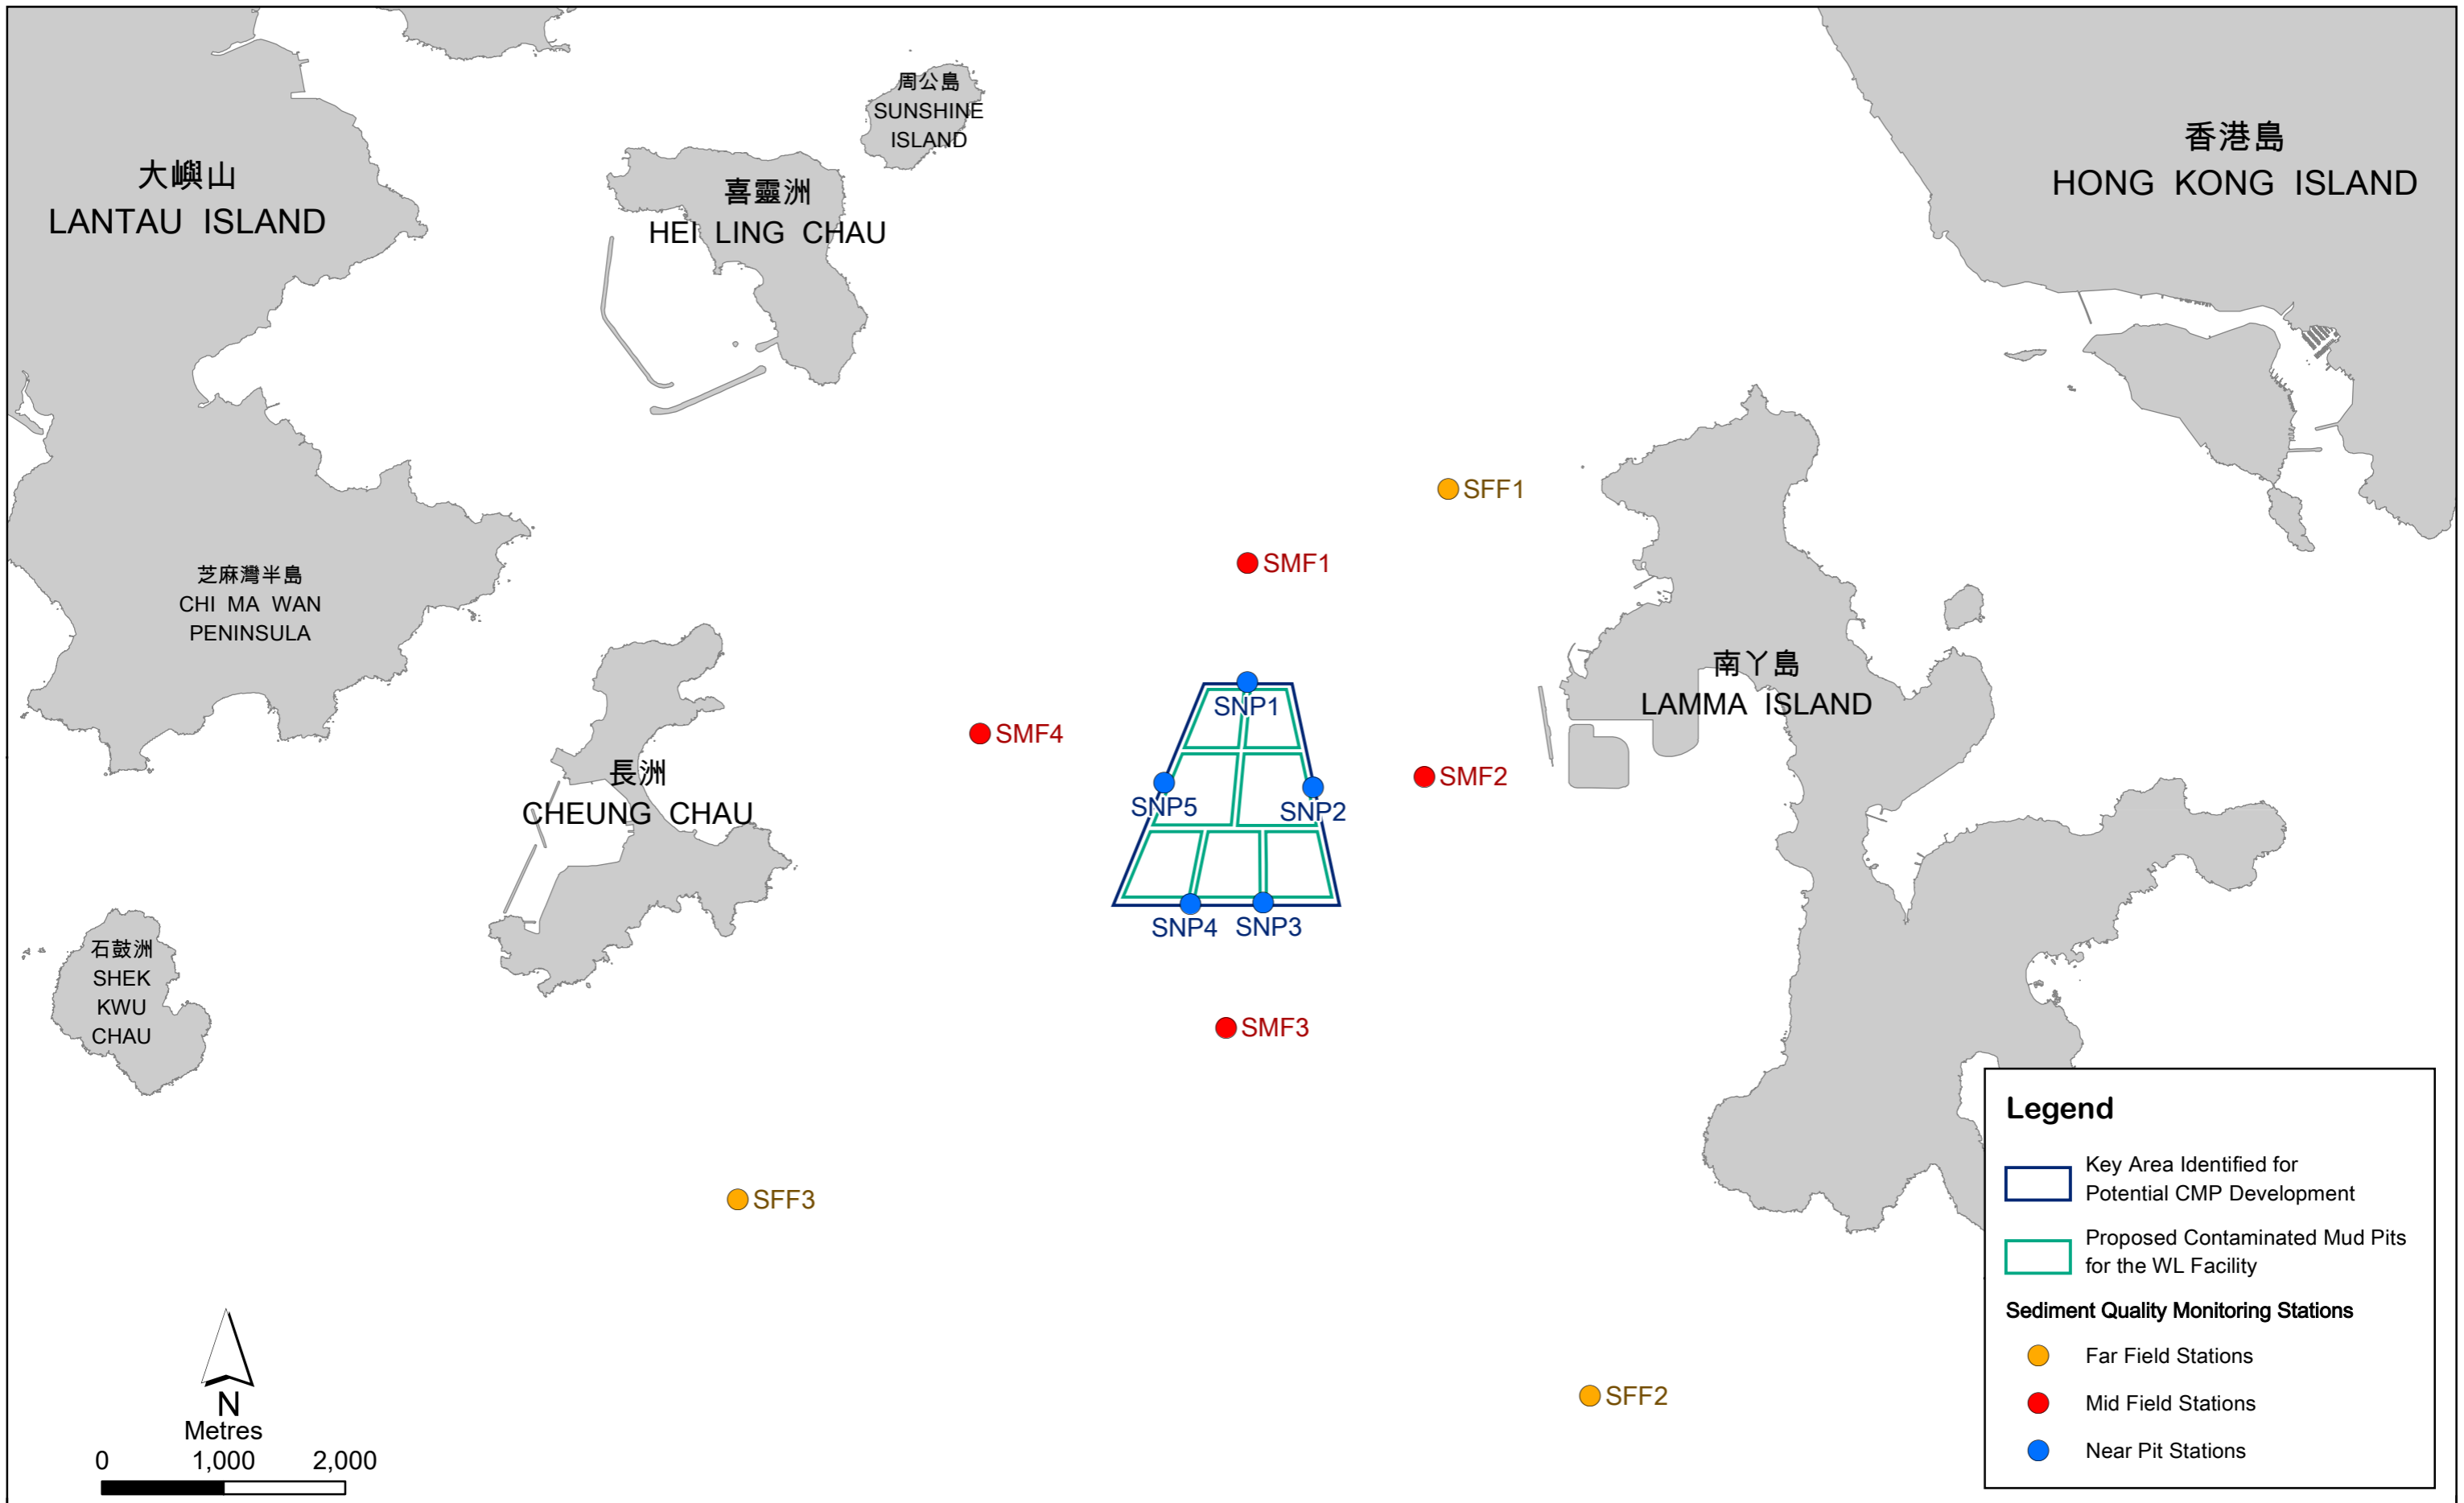 周公島
SUNSHINE
ISLAND
香港島
HONG KONG ISLAND
大嶼山
LANTAU ISLAND
喜靈洲
HEI LING CHAU
SFF1
SMF1
芝麻灣半島
CHI MA WAN
PENINSULA
南丫島
LAMMA ISLAND
SNP1
SMF4
長洲
CHEUNG CHAU
SMF2
SNP5
SNP2
SNP4
SNP3
石鼓洲
SHEK
KWU
CHAU
SMF3
SFF3
SFF2
N
Metres
0 1,000 2,000
Legend
Key Area Identified for
Potential CMP Development
Proposed Contaminated Mud Pits
for the WL Facility
Sediment Quality Monitoring Stations
Far Field Stations
Mid Field Stations
Near Pit Stations